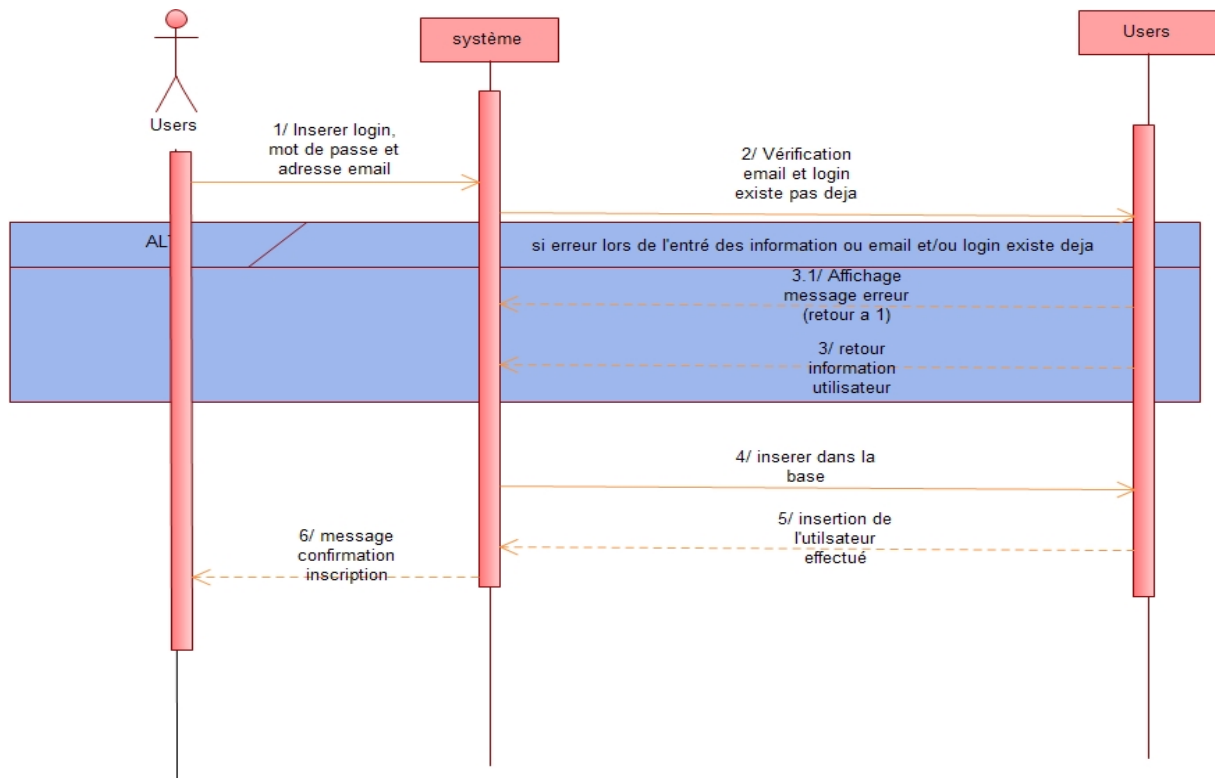 système
Users
Users
1/ Inserer login,
mot de passe et
adresse email
2/ Vérification
email et login
existe pas deja
ALT
si erreur lors de l'entré des information ou email et/ou login existe deja
3.1/ Affichage
message erreur
(retour a 1)
3/ retour
information
utilisateur
4/ inserer dans la
base
5/ insertion de
l'utilsateur
effectué
6/ message
confirmation
inscription